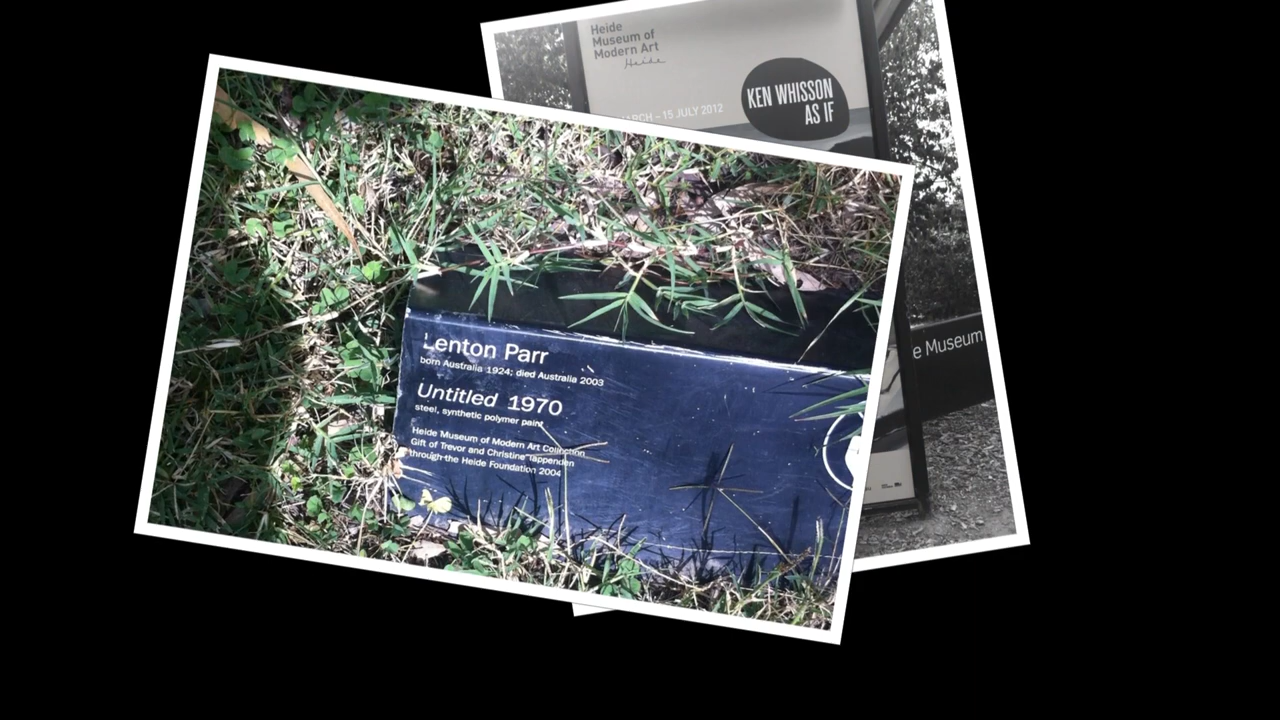 Heide
Museum of
Modern Art
Heide
KEN WHISSON
AS IF
MARCH – 15 JULY 2012
e Museum
Lenton Parr
born Australia 1924; died Australia 2003
Untitled 1970
steel, synthetic polymer paint
Heide Museum of Modern Art Collection
Gift of Trevor and Christine Tappenden
through the Heide Foundation 2004